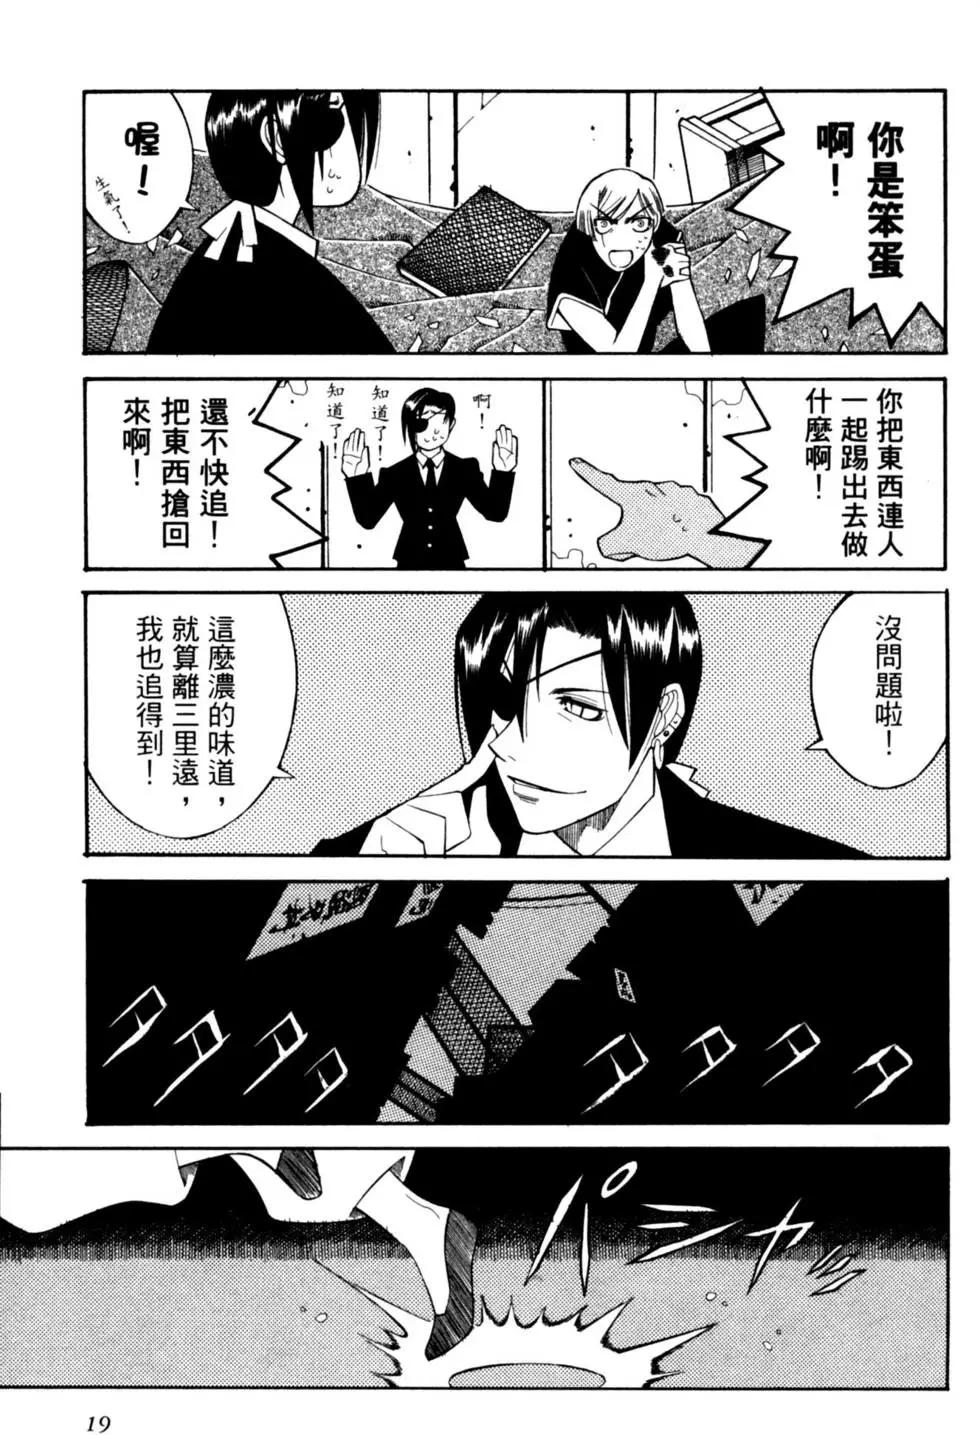 你是笨蛋
啊！
喔！
生氣了！
你把東西連人
一起踢出去做
什麼啊！
啊！
知道了！
知道了！
還不快追！
把東西搶回
來啊！
沒問題啦！
這麼濃的味道，
就算離三里遠，
我也追得到！
タタタタ
タタタタ
カンッ
19